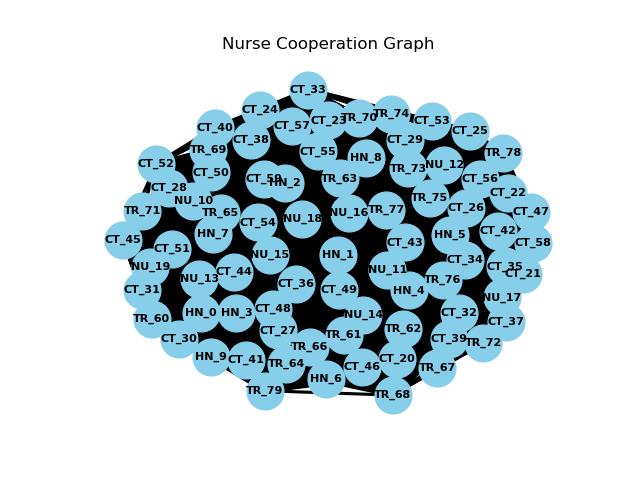 Nurse Cooperation Graph
CT_33
CT_24
TR_74
CT_23
TR_70
CT_53
CT_40
CT_57
CT_25
CT_38
CT_29
TR_69
CT_55
TR_78
HN_8
CT_52
NU_12
TR_73
CT_50
TR_63
CT_56
CT_59
HN_2
CT_28
CT_22
TR_75
NU_10
CT_26
TR_71
TR_65
NU_16
TR_77
CT_47
NU_18
CT_54
CT_42
HN_7
HN_5
CT_45
CT_43
CT_58
CT_51
NU_15
HN_1
CT_34
NU_19
CT_35
NU_11
CT_44
CT_21
NU_13
TR_76
CT_36
CT_31
CT_49
HN_4
NU_17
CT_48
HN_0
HN_3
CT_32
NU_14
TR_60
CT_37
CT_27
TR_62
TR_61
CT_30
CT_39
TR_72
TR_66
HN_9
CT_41
CT_20
TR_64
CT_46
TR_67
HN_6
TR_79
TR_68